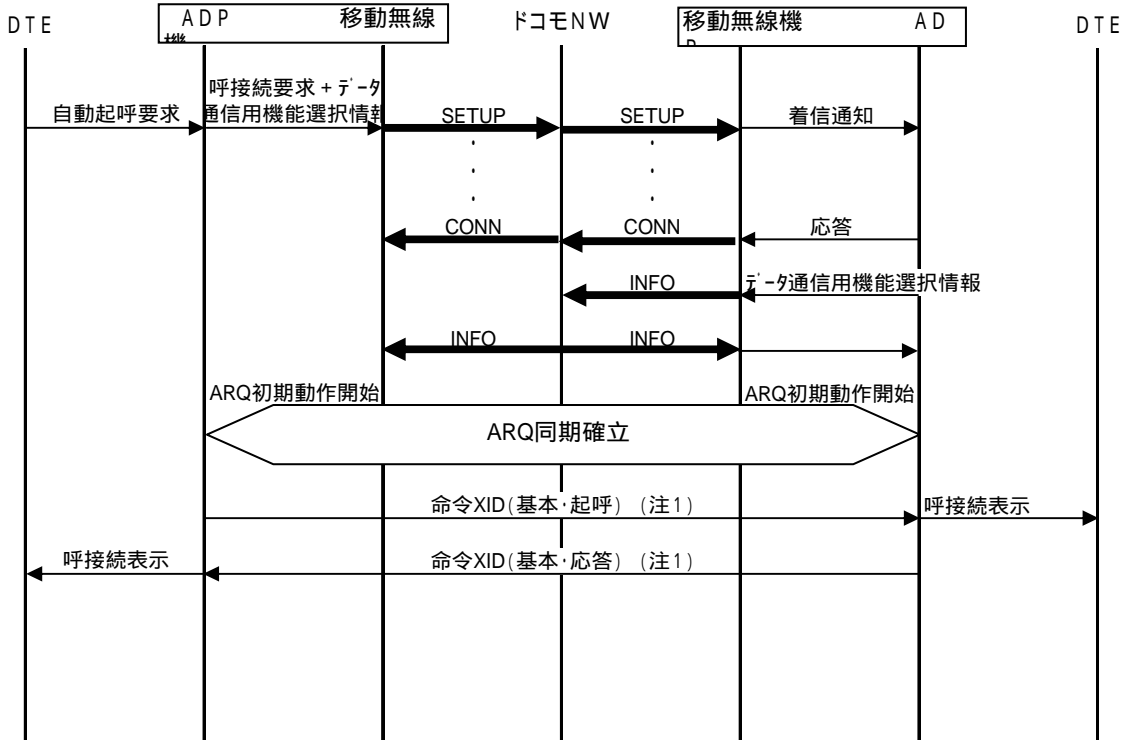 DTE
ADP 移動無線
機
ドコモNW
移動無線機 AD
P
DTE
自動起呼要求
呼接続要求+ﾃﾞｰﾀ
通信用機能選択情報
SETUP
SETUP
着信通知
CONN
CONN
応答
INFO
ﾃﾞｰﾀ通信用機能選択情報
INFO
INFO
ARQ初期動作開始
ARQ初期動作開始
ARQ同期確立
命令XID(基本・起呼) (注1)
呼接続表示
呼接続表示
命令XID(基本・応答) (注1)